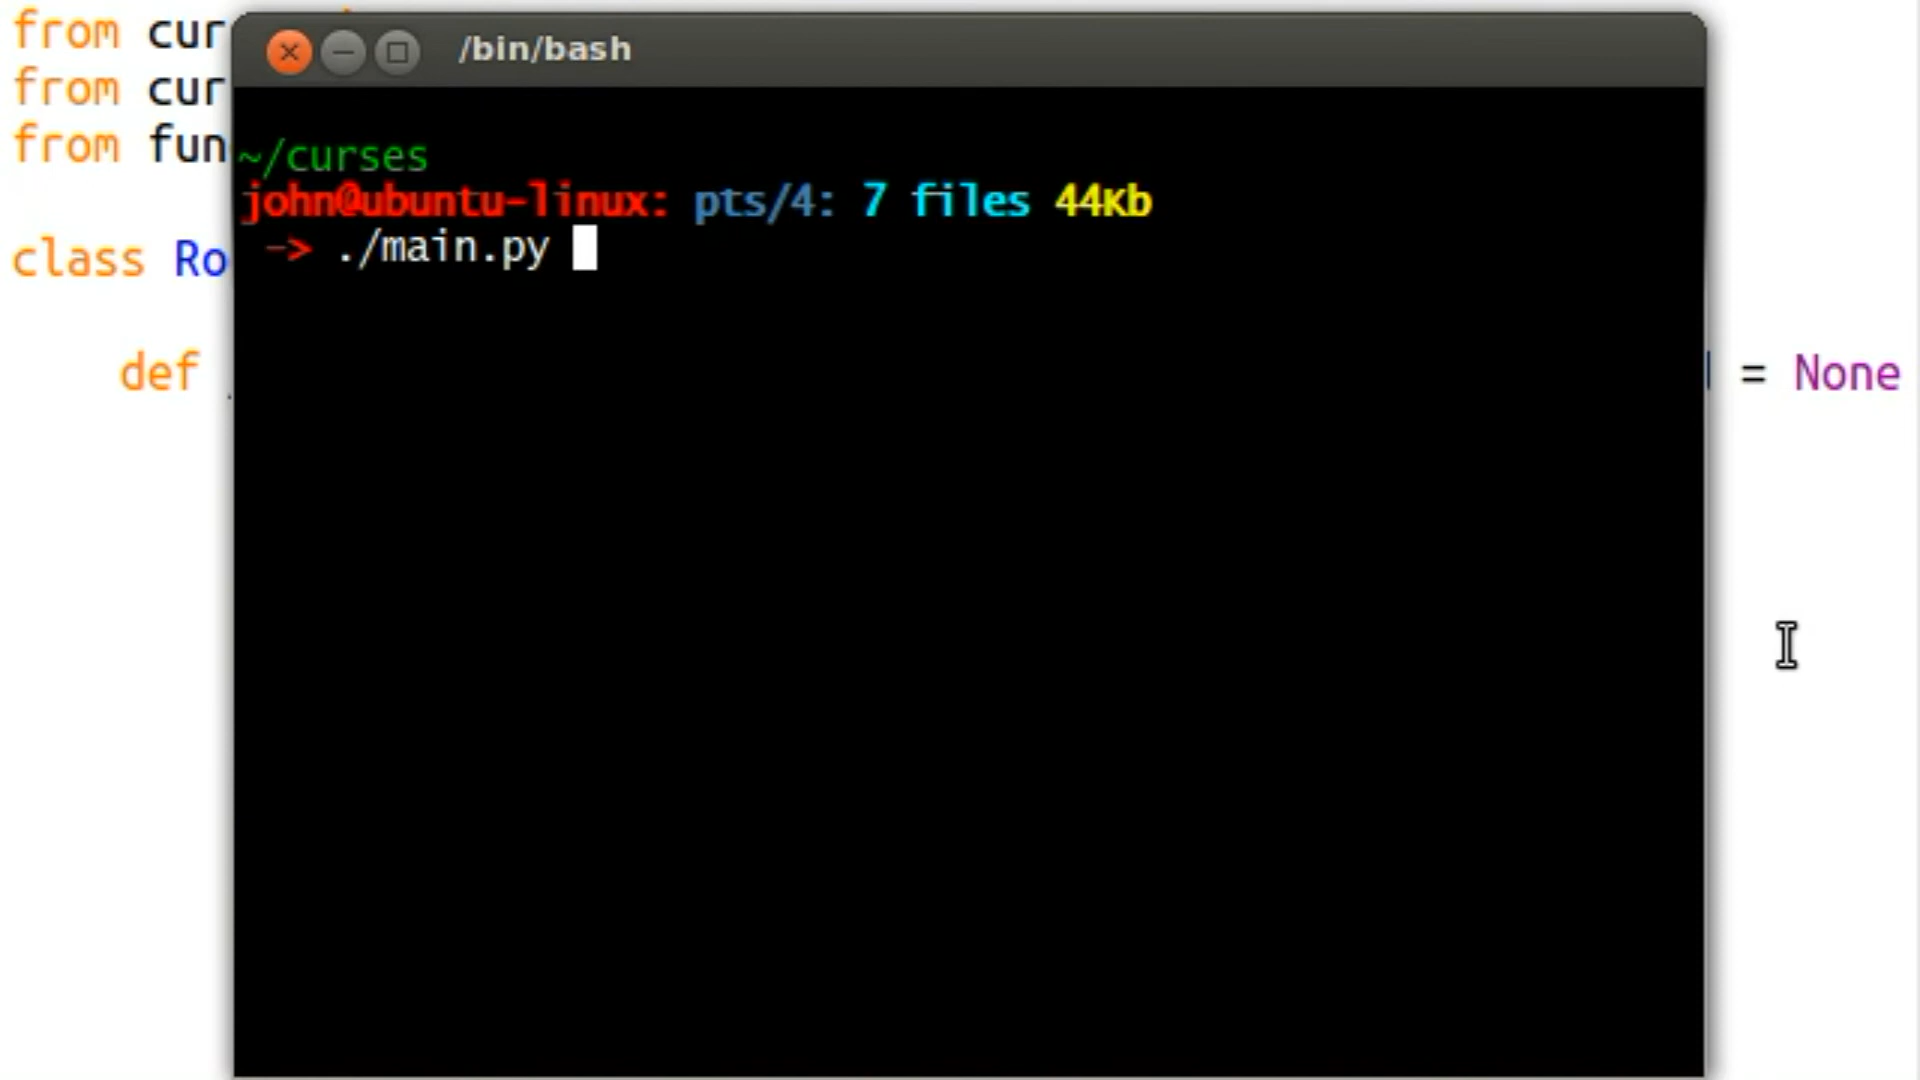 from cur
from cur
from fun
class Ro
def
= None
/bin/bash
~/curses
john@ubuntu-linux: pts/4: 7 files 44Kb
-> ./main.py